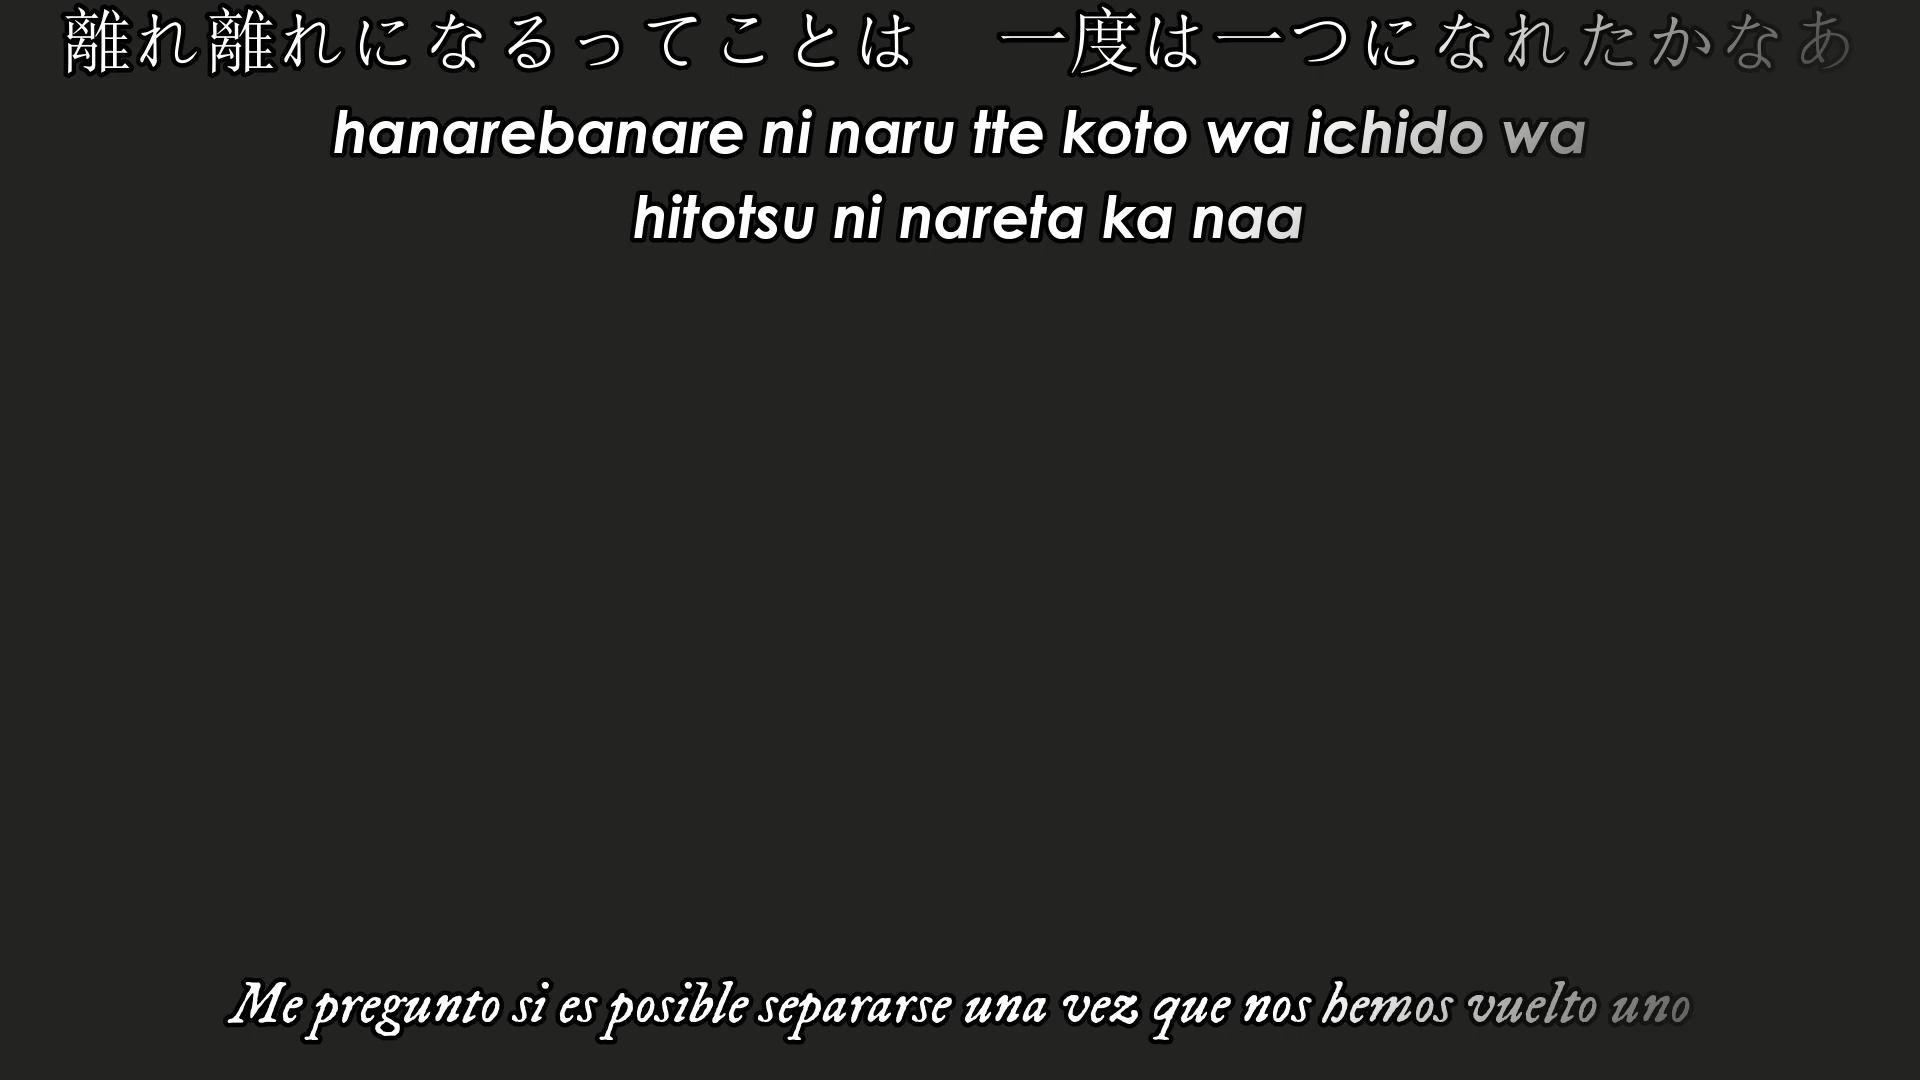 離れ離れになるってことは　一度は一つになれたかなあ
hanarebanare ni naru tte koto wa ichido wa
hitotsu ni nareta ka naa
Me pregunto si es posible separarse una vez que nos hemos vuelto uno